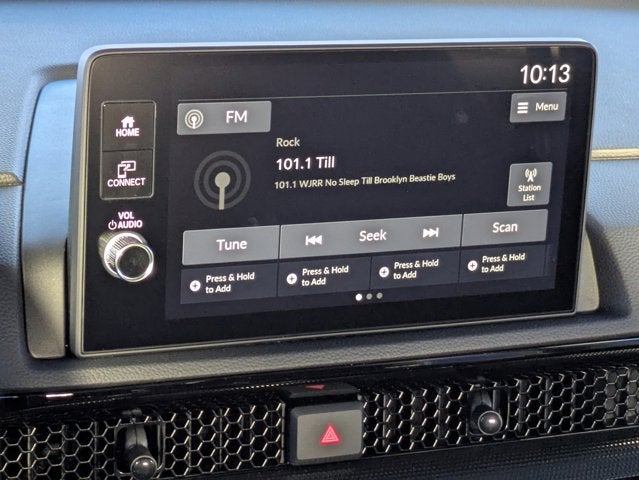 10:13
HOME
FM
Menu
Rock
101.1 Till
101.1 WJRR No Sleep Till Brooklyn Beastie Boys
CONNECT
Station
List
VOL
AUDIO
Tune
Seek
Scan
Press & Hold
to Add
Press & Hold
to Add
Press & Hold
to Add
Press & Hold
to Add